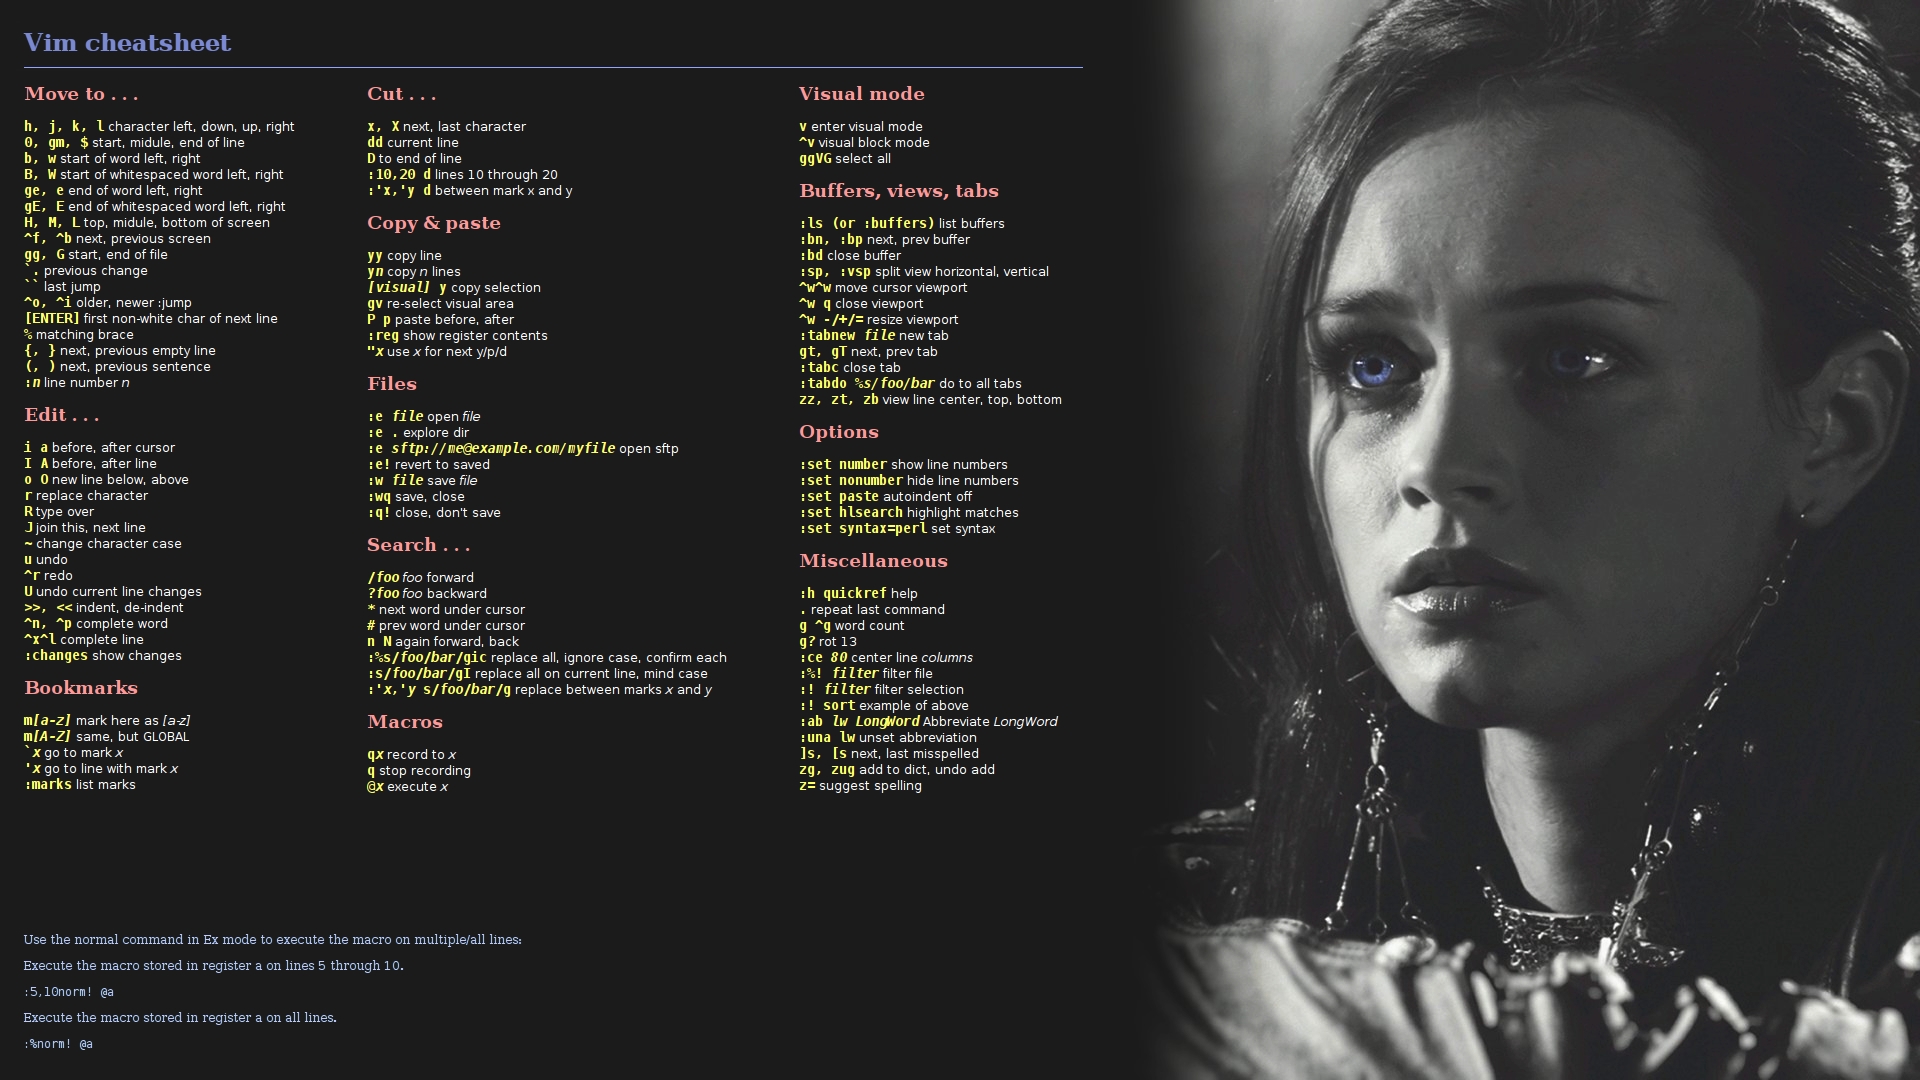 Vim cheatsheet
Move to . . .
h, j, k, l character left, down, up, right
0, gm, $ start, midule, end of line
b, w start of word left, right
B, W start of whitespaced word left, right
ge, e end of word left, right
gE, E end of whitespaced word left, right
H, M, L top, midule, bottom of screen
^f, ^b next, previous screen
gg, G start, end of file
`. previous change
`` last jump
^o, ^i older, newer :jump
[ENTER] first non-white char of next line
% matching brace
{, } next, previous empty line
(, ) next, previous sentence
:n line number n
Edit . . .
i a before, after cursor
I A before, after line
o O new line below, above
r replace character
R type over
J join this, next line
~ change character case
u undo
^r redo
U undo current line changes
>>, << indent, de-indent
^n, ^p complete word
^x^l complete line
:changes show changes
Bookmarks
m[a-z] mark here as [a-z]
m[A-Z] same, but GLOBAL
`x go to mark x
'x go to line with mark x
:marks list marks
Cut . . .
x, X next, last character
dd current line
D to end of line
:10,20 d lines 10 through 20
:'x,'y d between mark x and y
Copy & paste
yy copy line
yn copy n lines
[visual] y copy selection
gv re-select visual area
P p paste before, after
:reg show register contents
"x use x for next y/p/d
Files
:e file open file
:e . explore dir
:e sftp://me@example.com/myfile open sftp
:e! revert to saved
:w file save file
:wq save, close
:q! close, don't save
Search . . .
/foo foo forward
?foo foo backward
* next word under cursor
# prev word under cursor
n N again forward, back
:%s/foo/bar/gic replace all, ignore case, confirm each
:s/foo/bar/gI replace all on current line, mind case
:'x,'y s/foo/bar/g replace between marks x and y
Macros
qx record to x
q stop recording
@x execute x
Visual mode
v enter visual mode
^v visual block mode
ggVG select all
Buffers, views, tabs
:ls (or :buffers) list buffers
:bn, :bp next, prev buffer
:bd close buffer
:sp, :vsp split view horizontal, vertical
^w^w move cursor viewport
^w q close viewport
^w -/+/= resize viewport
:tabnew file new tab
gt, gT next, prev tab
:tabc close tab
:tabdo %s/foo/bar do to all tabs
zz, zt, zb view line center, top, bottom
Options
:set number show line numbers
:set nonumber hide line numbers
:set paste autoindent off
:set hlsearch highlight matches
:set syntax=perl set syntax
Miscellaneous
:h quickref help
. repeat last command
g ^g word count
g? rot 13
:ce 80 center line columns
:%! filter filter file
:! filter filter selection
:! sort example of above
:ab lw LongWord Abbreviate LongWord
:una lw unset abbreviation
]s, [s next, last misspelled
zg, zug add to dict, undo add
z= suggest spelling
Use the normal command in Ex mode to execute the macro on multiple/all lines:
Execute the macro stored in register a on lines 5 through 10.
:5,10norm! @a
Execute the macro stored in register a on all lines.
:%norm! @a